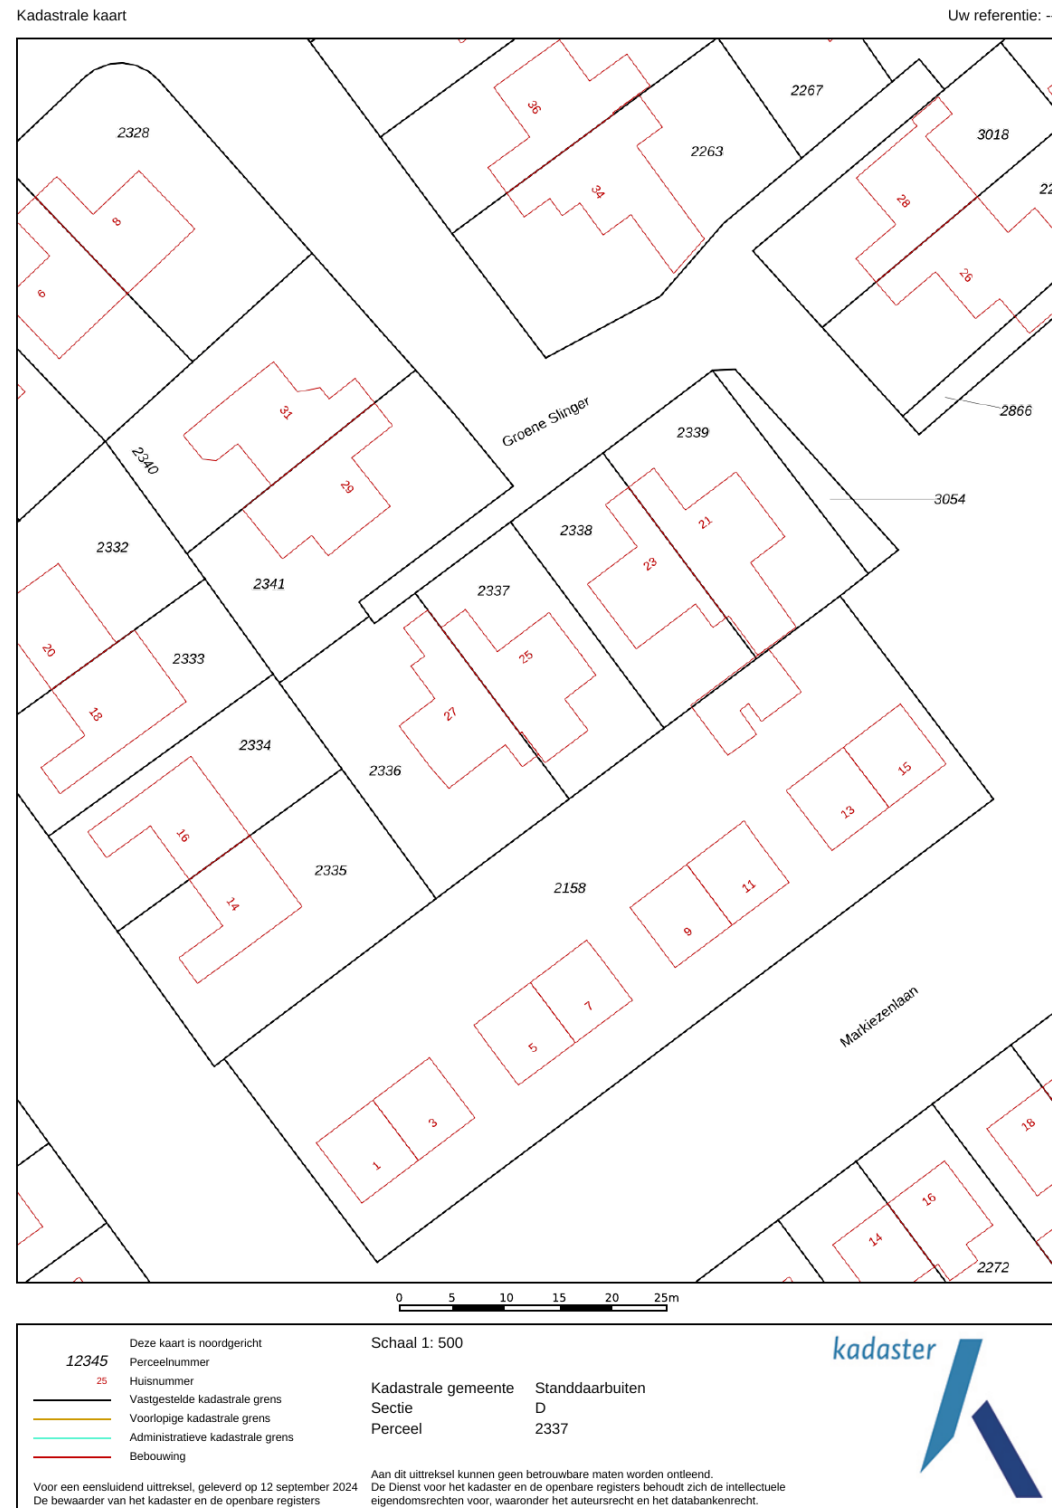 Kadastrale kaart
Uw referentie: -
2328
2267
2263
3018
36
34
28
26
8
6
31
29
2340
2341
2332
2333
20
18
2334
16
14
2335
2336
2337
2338
2339
27
25
23
21
Groene Slinger
2866
3054
2158
15
13
11
9
7
5
3
1
Markiezenlaan
18
16
14
2272
0 5 10 15 20 25m
Deze kaart is noordgericht
12345 Perceelnummer
25 Huisnummer
Vastgestelde kadastrale grens
Voorlopige kadastrale grens
Administratieve kadastrale grens
Bebouwing
Voor een eensluidend uittreksel, geleverd op 12 september 2024
De bewaarder van het kadaster en de openbare registers
Schaal 1: 500
Kadastrale gemeente Standdaarbuiten
Sectie D
Perceel 2337
Aan dit uittreksel kunnen geen betrouwbare maten worden ontleend.
De Dienst voor het kadaster en de openbare registers behoudt zich de intellectuele
eigendomsrechten voor, waaronder het auteursrecht en het databankenrecht.
kadaster